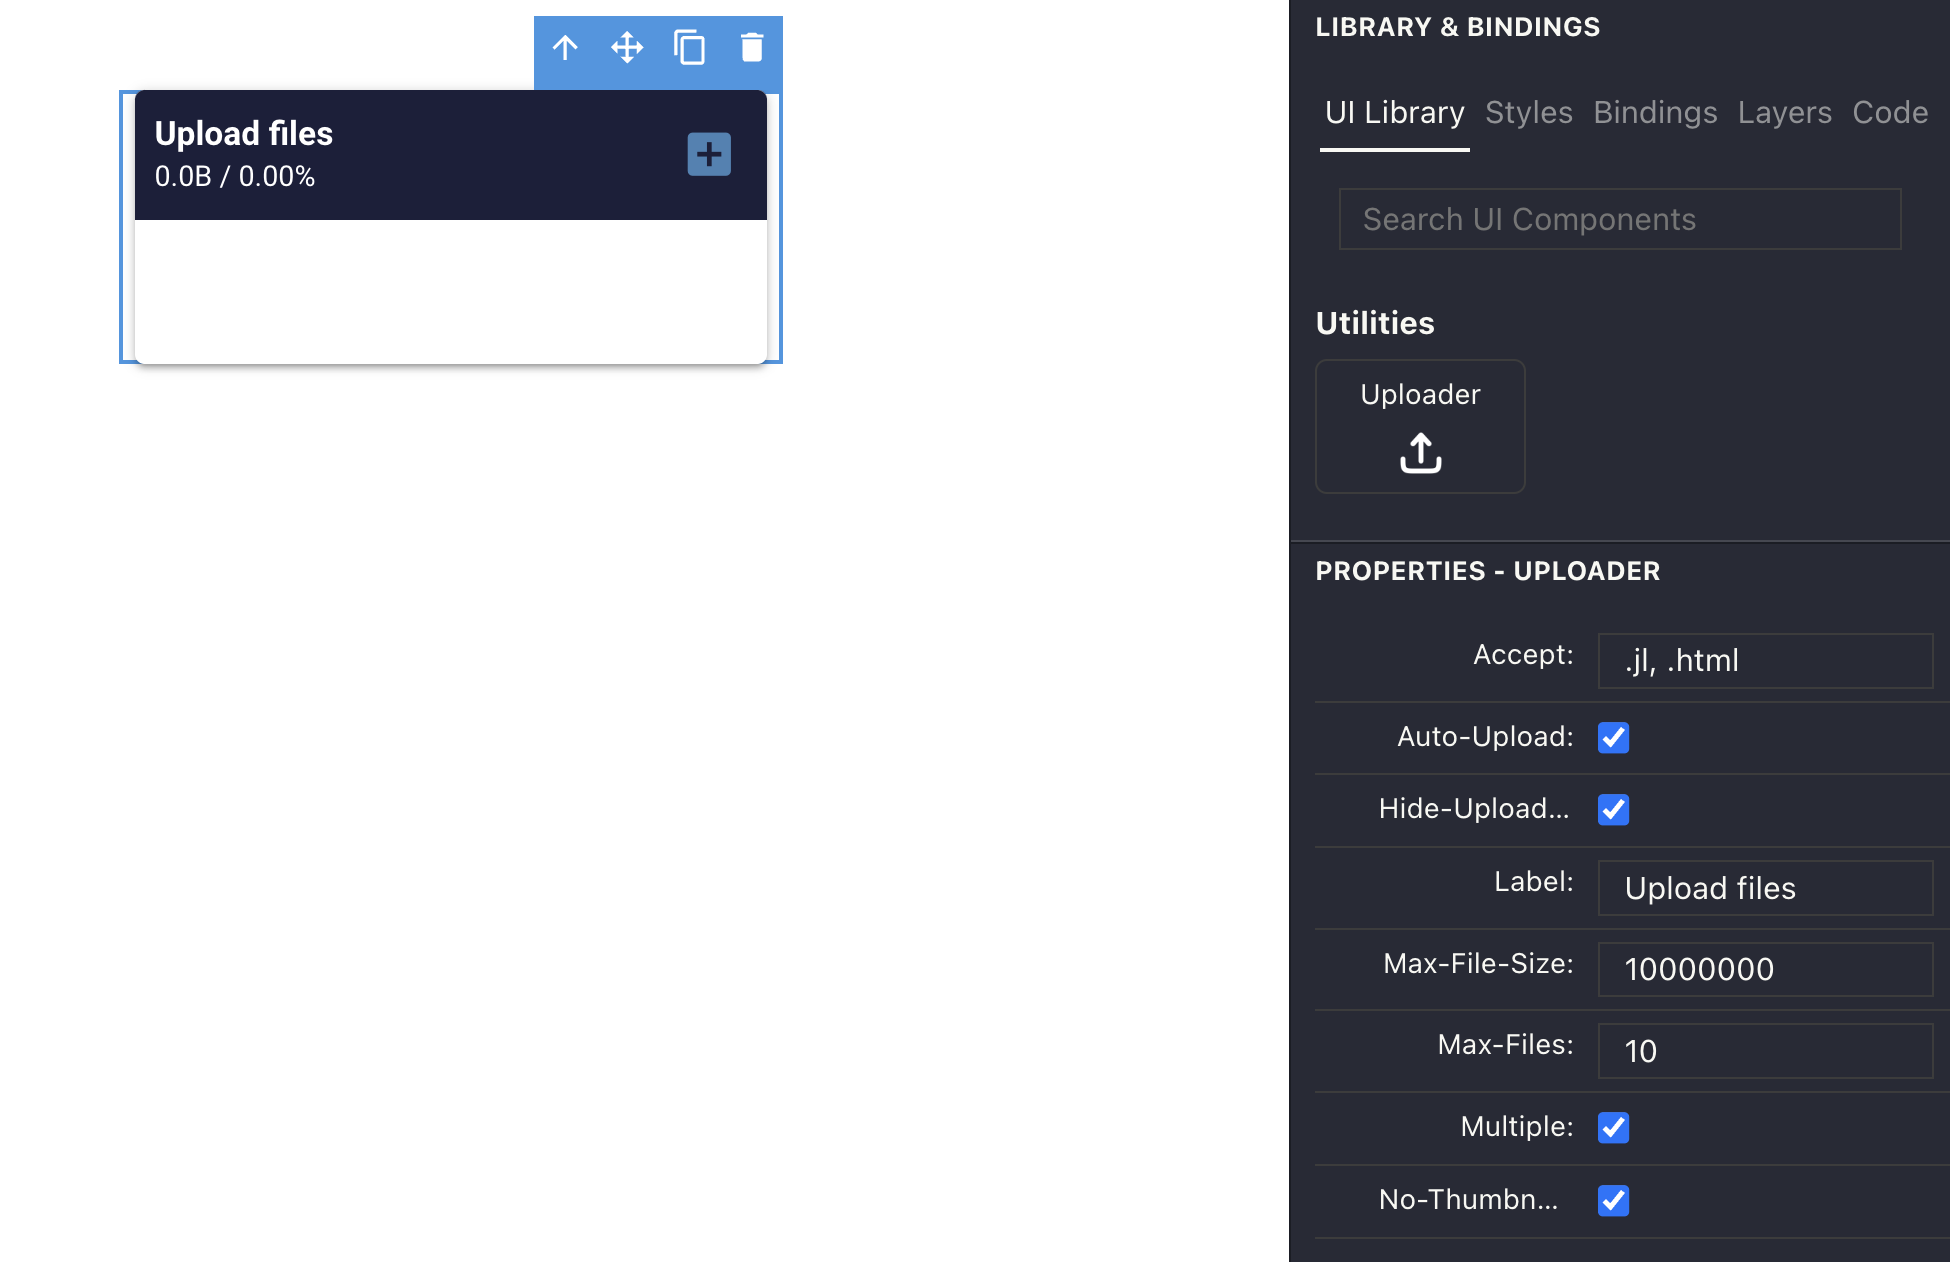 Upload files
0.0B / 0.00%
LIBRARY & BINDINGS
UI Library Styles Bindings Layers Code
Search UI Components
Utilities
Uploader
PROPERTIES - UPLOADER
Accept: .jl, .html
Auto-Upload:
Hide-Upload...
Label: Upload files
Max-File-Size: 10000000
Max-Files: 10
Multiple:
No-Thumbn...